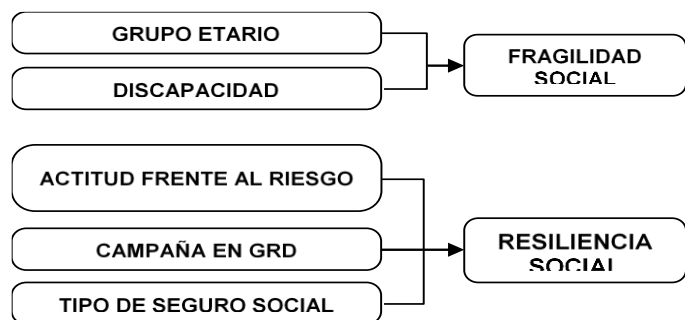 GRUPO ETARIO
DISCAPACIDAD
FRAGILIDAD
SOCIAL
ACTITUD FRENTE AL RIESGO
CAMPAÑA EN GRD
TIPO DE SEGURO SOCIAL
RESILIENCIA
SOCIAL